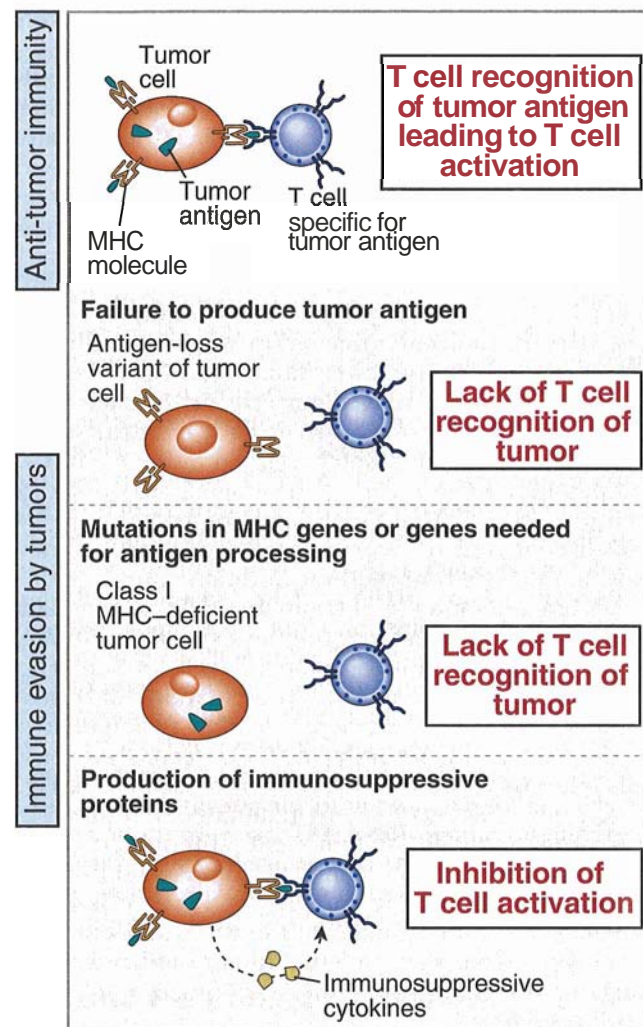 Anti-tumor immunity
Tumor
cell
T cell recognition
of tumor antigen
leading to T cell
activation
Tumor
antigen
T cell
specific for
tumor antigen
MHC
molecule
Immune evasion by tumors
Failure to produce tumor antigen
Antigen-loss
variant of tumor
cell
Lack of T cell
recognition of
tumor
Mutations in MHC genes or genes needed
for antigen processing
Class I
MHC–deficient
tumor cell
Lack of T cell
recognition of
tumor
Production of immunosuppressive
proteins
Inhibition of
T cell activation
Immunosuppressive
cytokines